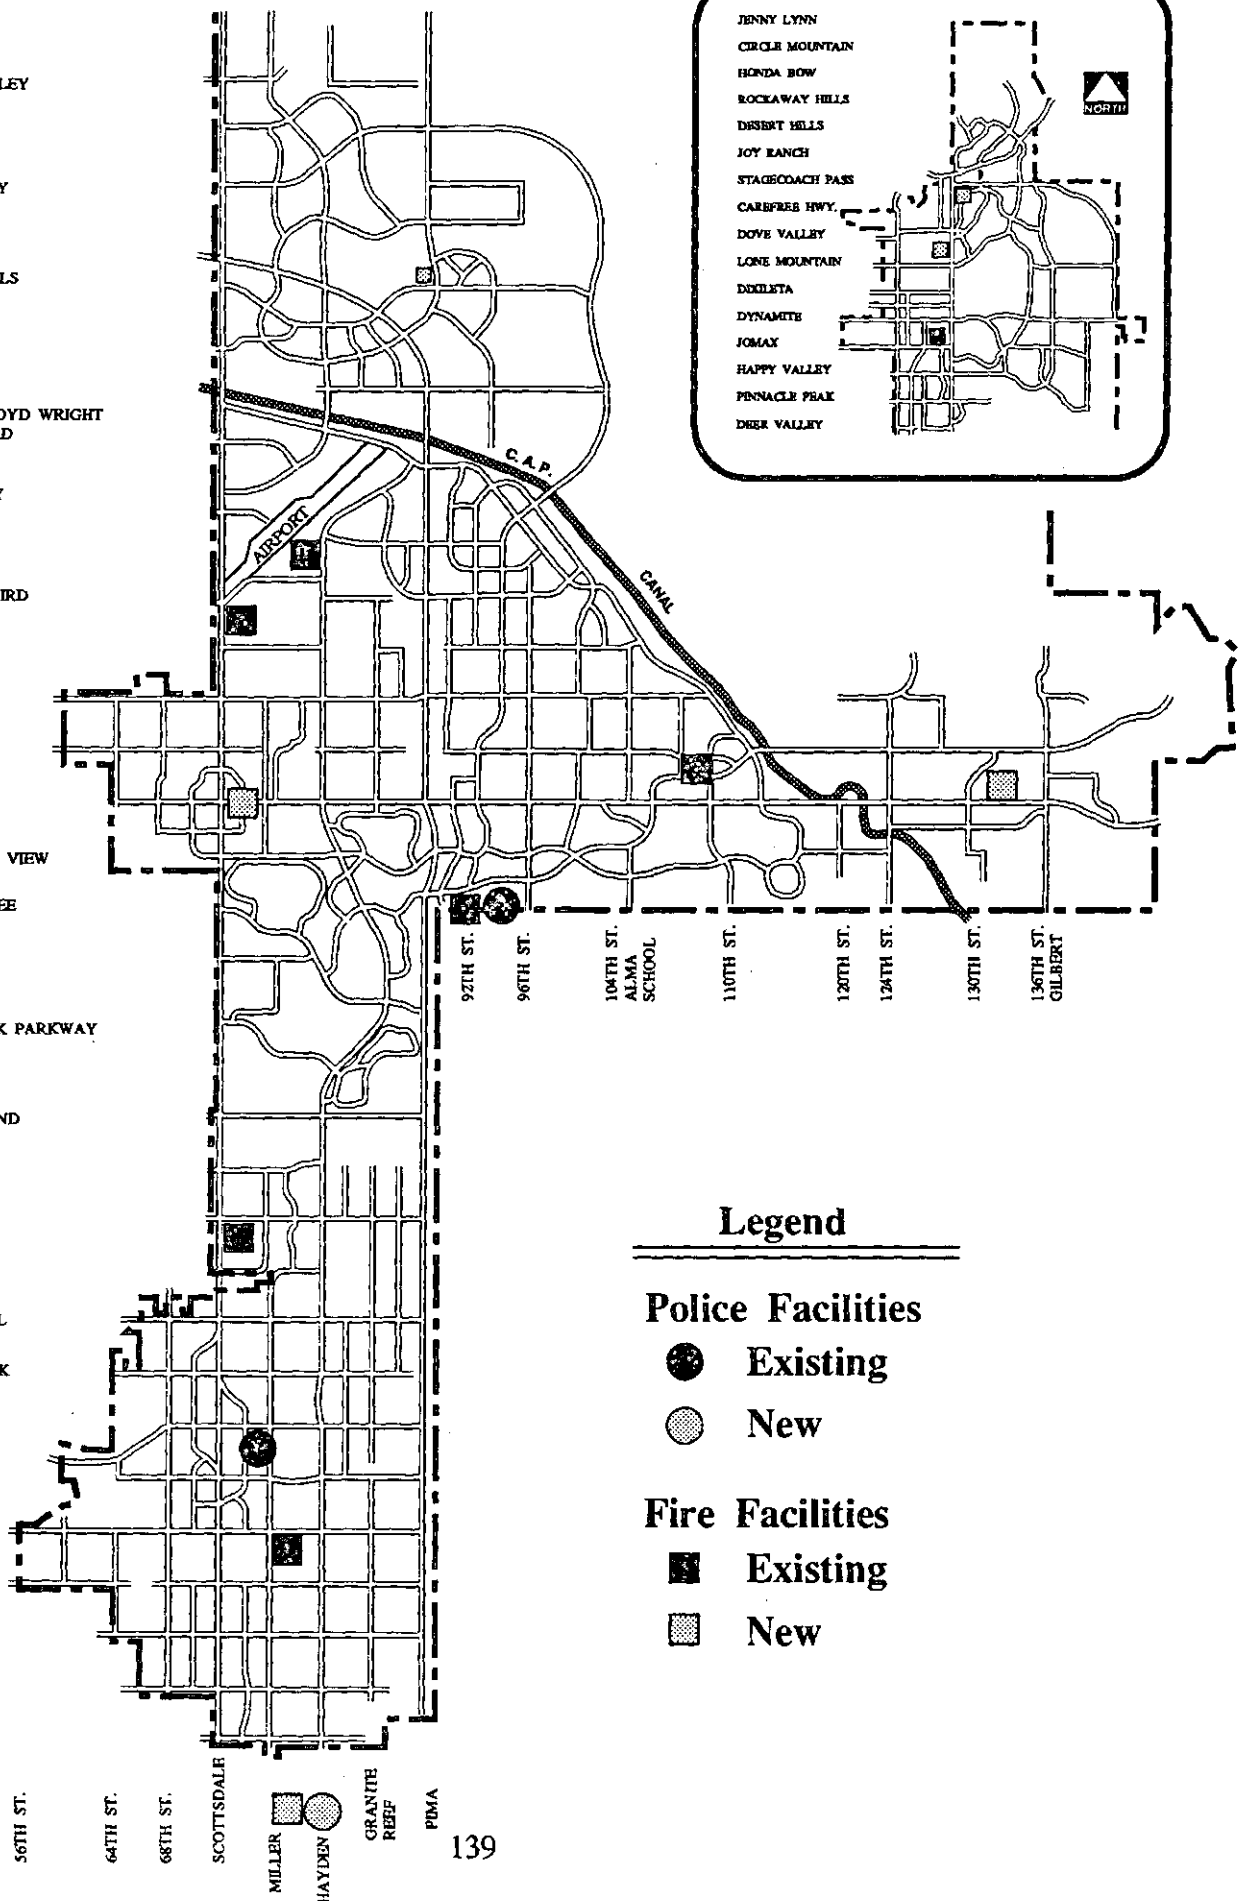 LEY
Y
LS
OYD WRIGHT
D
Y
IRD
VIEW
EE
K PARKWAY
ND
L
K
JENNY LYNN
CIRCLE MOUNTAIN
HONDA BOW
ROCKAWAY HILLS
DESERT HILLS
JOY RANCH
STAGECOACH PASS
CAREFREE HWY.
DOVE VALLEY
LONE MOUNTAIN
DIXILETA
DYNAMITE
JOMAX
HAPPY VALLEY
PINNACLE PEAK
DEER VALLEY
NORTH
C. A. P.
CANAL
AIRPORT
92TH ST.
96TH ST.
104TH ST.
ALMA
SCHOOL
110TH ST.
120TH ST.
124TH ST.
130TH ST.
136TH ST.
GILBERT
Legend
Police Facilities
Existing
New
Fire Facilities
Existing
New
56TH ST.
64TH ST.
68TH ST.
SCOTTSDALE
MILLER
HAYDEN
GRANITE
REEF
PIMA
139